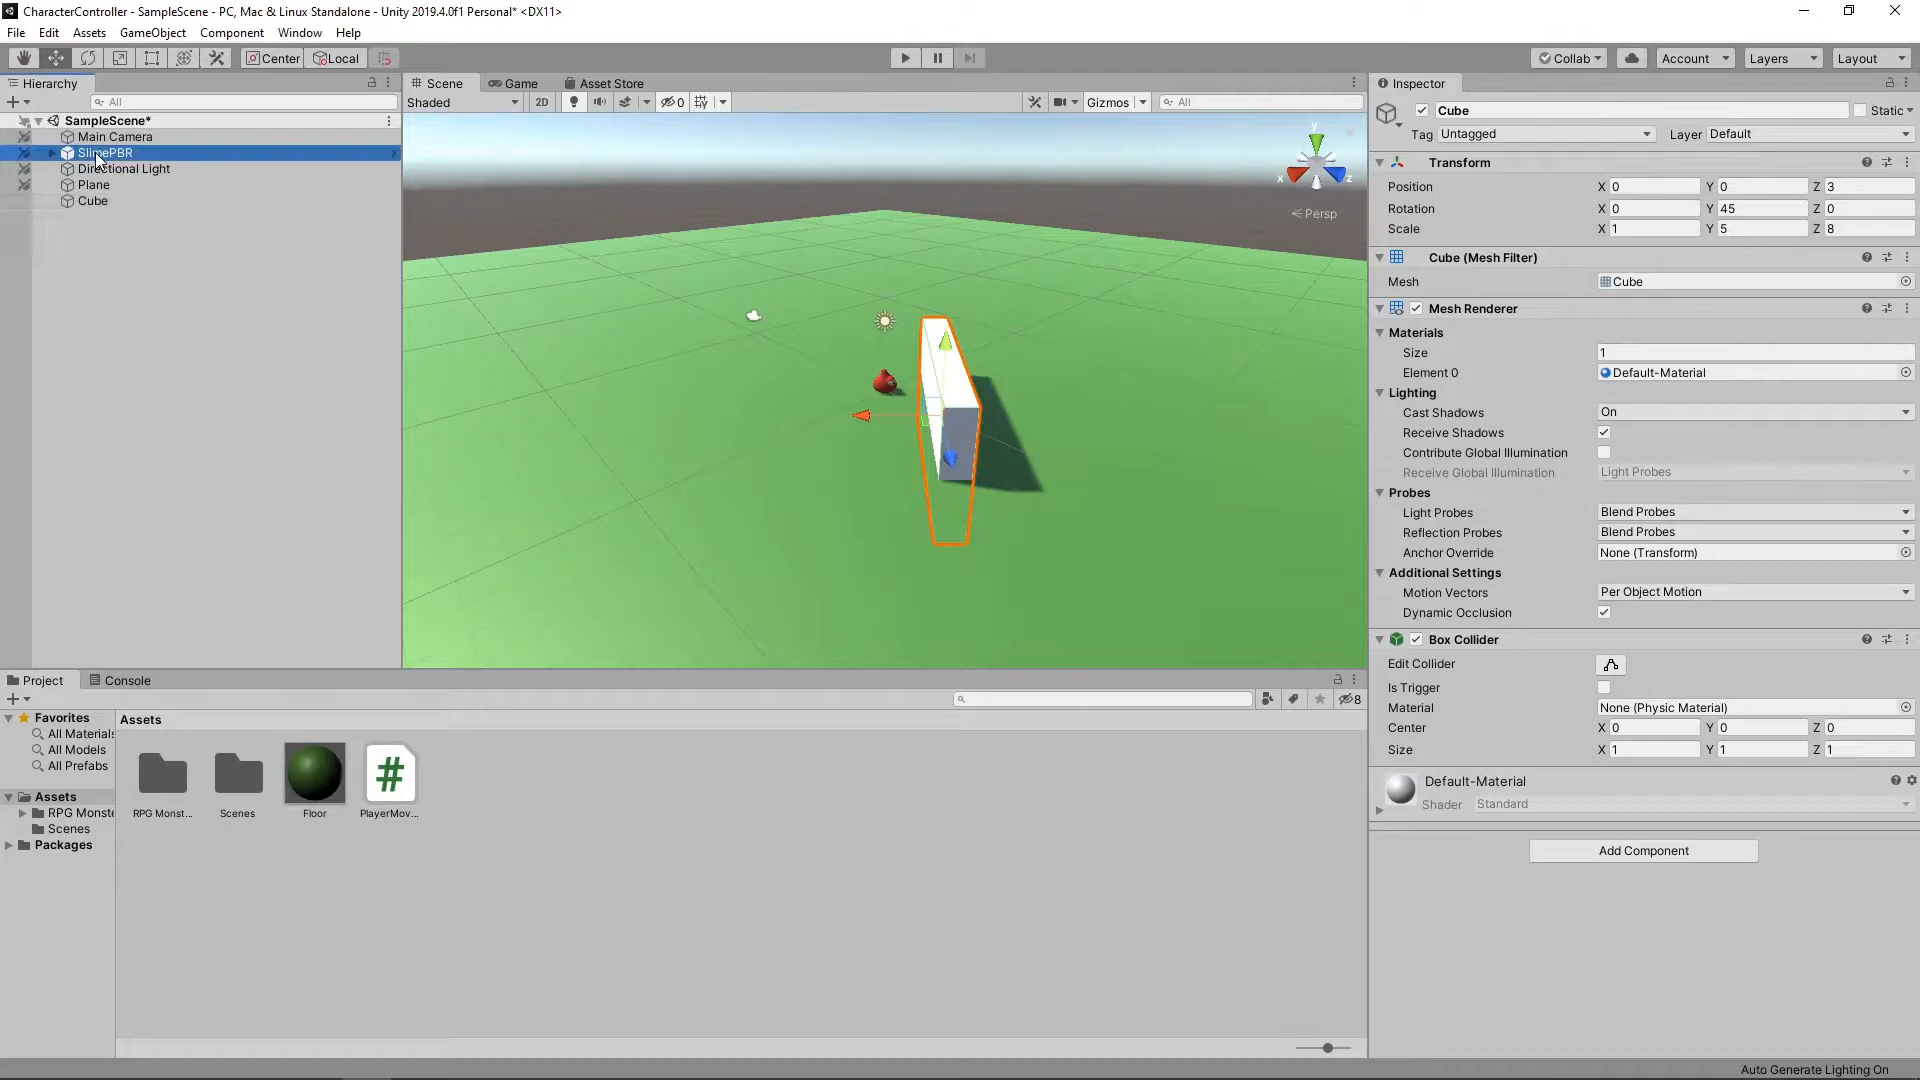 CharacterController - SampleScene - PC, Mac & Linux Standalone - Unity 2019.4.0f1 Personal* <DX11>
File Edit Assets GameObject Component Window Help
Center Local Collab Account Layers Layout
Hierarchy
All
SampleScene*
Main Camera
SlimePBR
Directional Light
Plane
Cube
Scene Game Asset Store
Shaded 2D 0 Gizmos All
y
x z
Persp
Inspector
Cube Static
Tag Untagged Layer Default
Transform
Position X 0 Y 0 Z 3
Rotation X 0 Y 45 Z 0
Scale X 1 Y 5 Z 8
Cube (Mesh Filter)
Mesh Cube
Mesh Renderer
Materials
Size 1
Element 0 Default-Material
Lighting
Cast Shadows On
Receive Shadows
Contribute Global Illumination
Receive Global Illumination Light Probes
Probes
Light Probes Blend Probes
Reflection Probes Blend Probes
Anchor Override None (Transform)
Additional Settings
Motion Vectors Per Object Motion
Dynamic Occlusion
Box Collider
Edit Collider
Is Trigger
Material None (Physic Material)
Center X 0 Y 0 Z 0
Size X 1 Y 1 Z 1
Default-Material
Shader Standard
Add Component
Project Console
8
Favorites
All Materials
All Models
All Prefabs
Assets
RPG Monste
Scenes
Packages
Assets
RPG Monst... Scenes Floor PlayerMov...
#
Auto Generate Lighting On